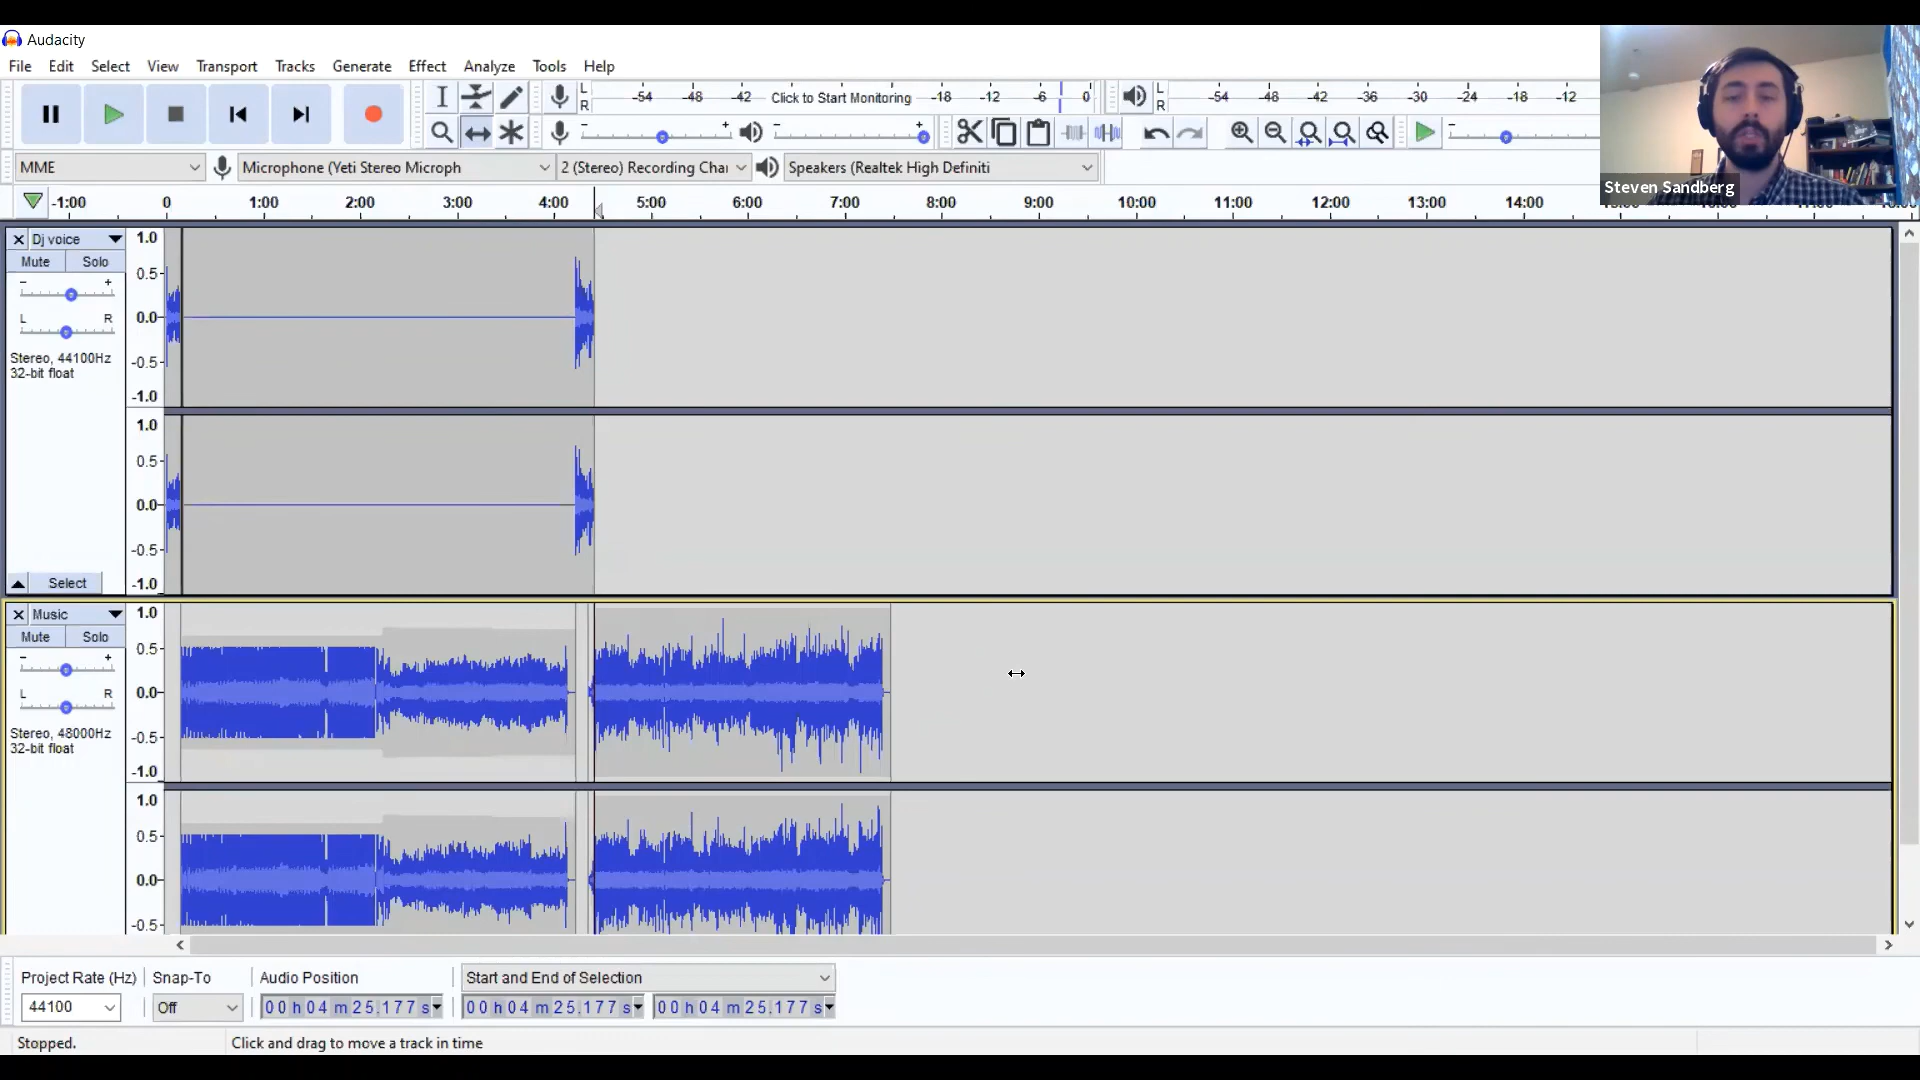 Audacity
File Edit Select View Transport Tracks Generate Effect Analyze Tools Help
L R -54 -48 -42 Click to Start Monitoring -18 -12 -6 0 L R -54 -48 -42 -36 -30 -24 -18 -12
- + - +
MME Microphone (Yeti Stereo Microph 2 (Stereo) Recording Chai Speakers (Realtek High Definiti
Steven Sandberg
-1:00 0 1:00 2:00 3:00 4:00 5:00 6:00 7:00 8:00 9:00 10:00 11:00 12:00 13:00 14:00
Dj voice 1.0
Mute Solo
- + 0.5
L R 0.0
Stereo, 44100Hz -0.5
32-bit float
-1.0
1.0
0.5
0.0
-0.5
Select -1.0
Music 1.0
Mute Solo
- + 0.5
L R 0.0
Stereo, 48000Hz -0.5
32-bit float
-1.0
1.0
0.5
0.0
-0.5
Project Rate (Hz) Snap-To Audio Position Start and End of Selection
44100 Off 00 h 04 m 25.177 s 00 h 04 m 25.177 s 00 h 04 m 25.177 s
Stopped. Click and drag to move a track in time